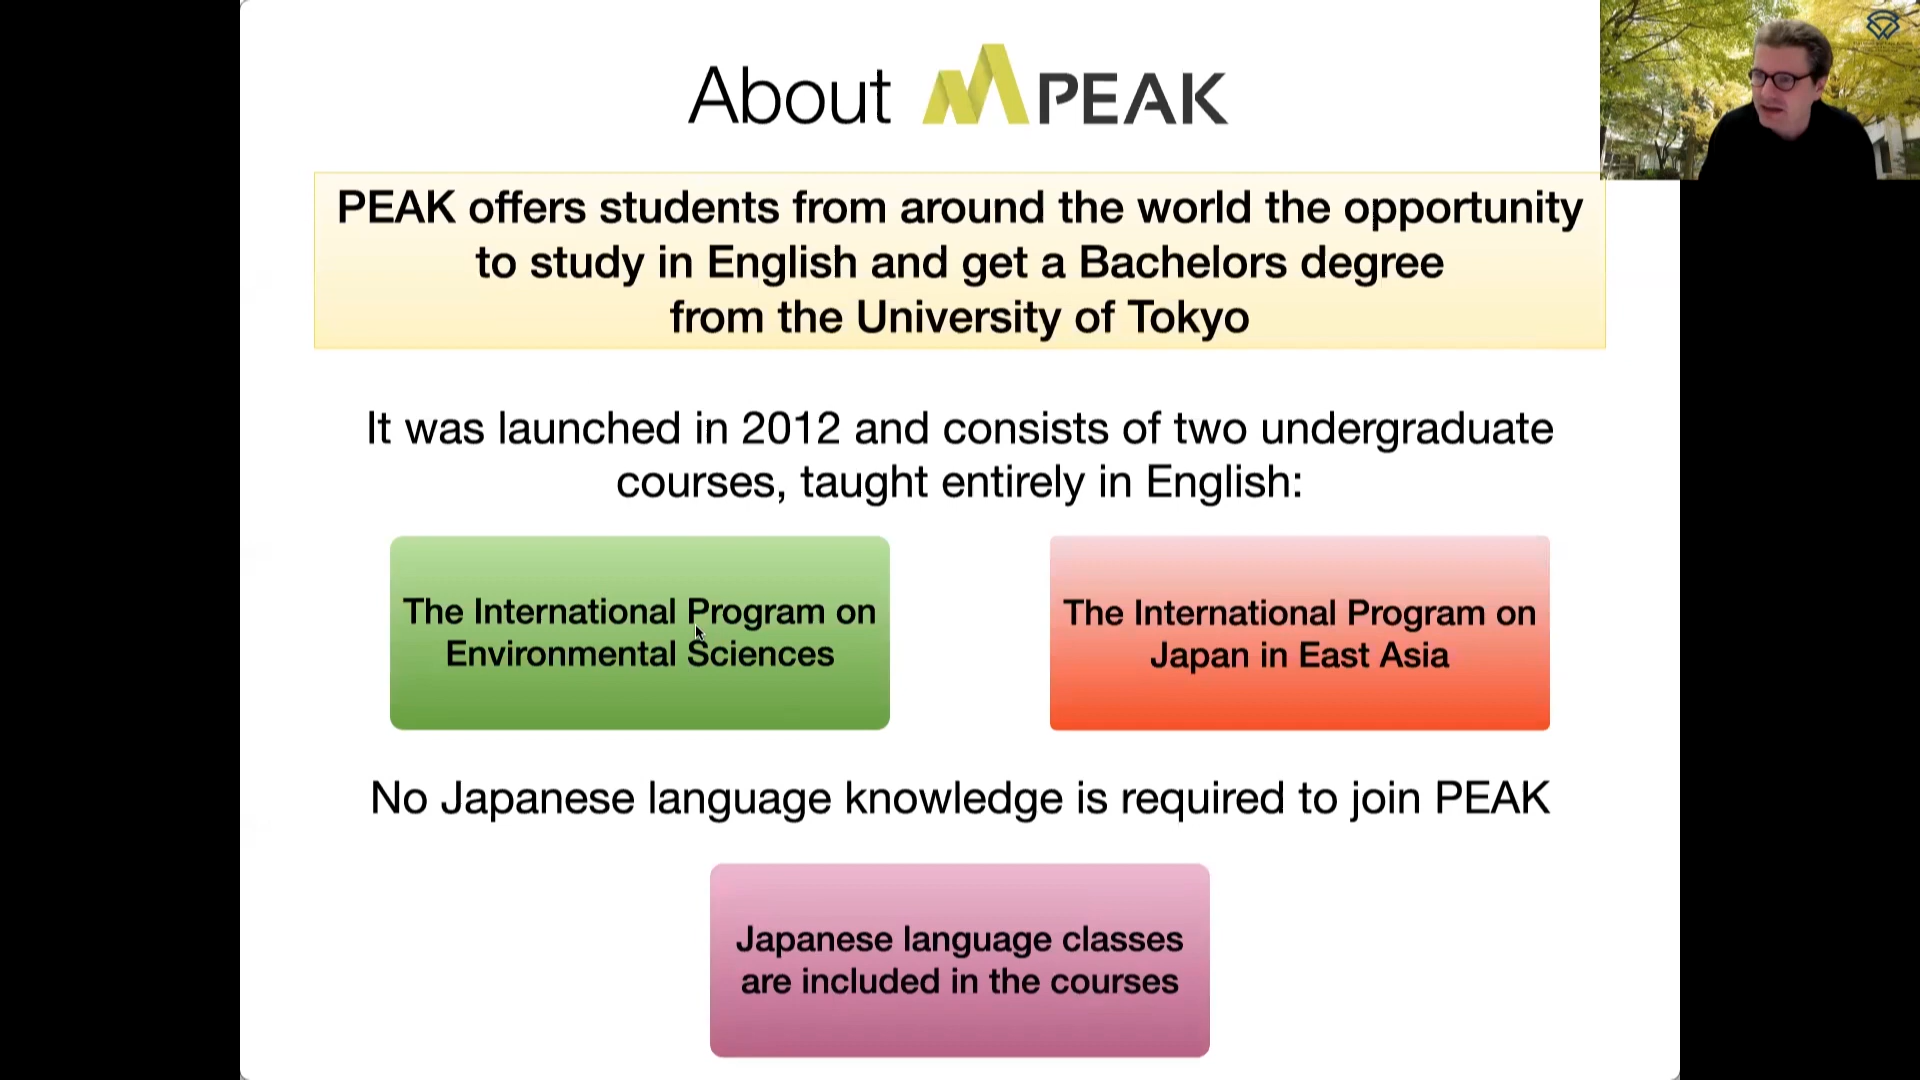 About PEAK
PEAK offers students from around the world the opportunity
to study in English and get a Bachelors degree
from the University of Tokyo
It was launched in 2012 and consists of two undergraduate
courses, taught entirely in English:
The International Program on
Environmental Sciences
The International Program on
Japan in East Asia
No Japanese language knowledge is required to join PEAK
Japanese language classes
are included in the courses